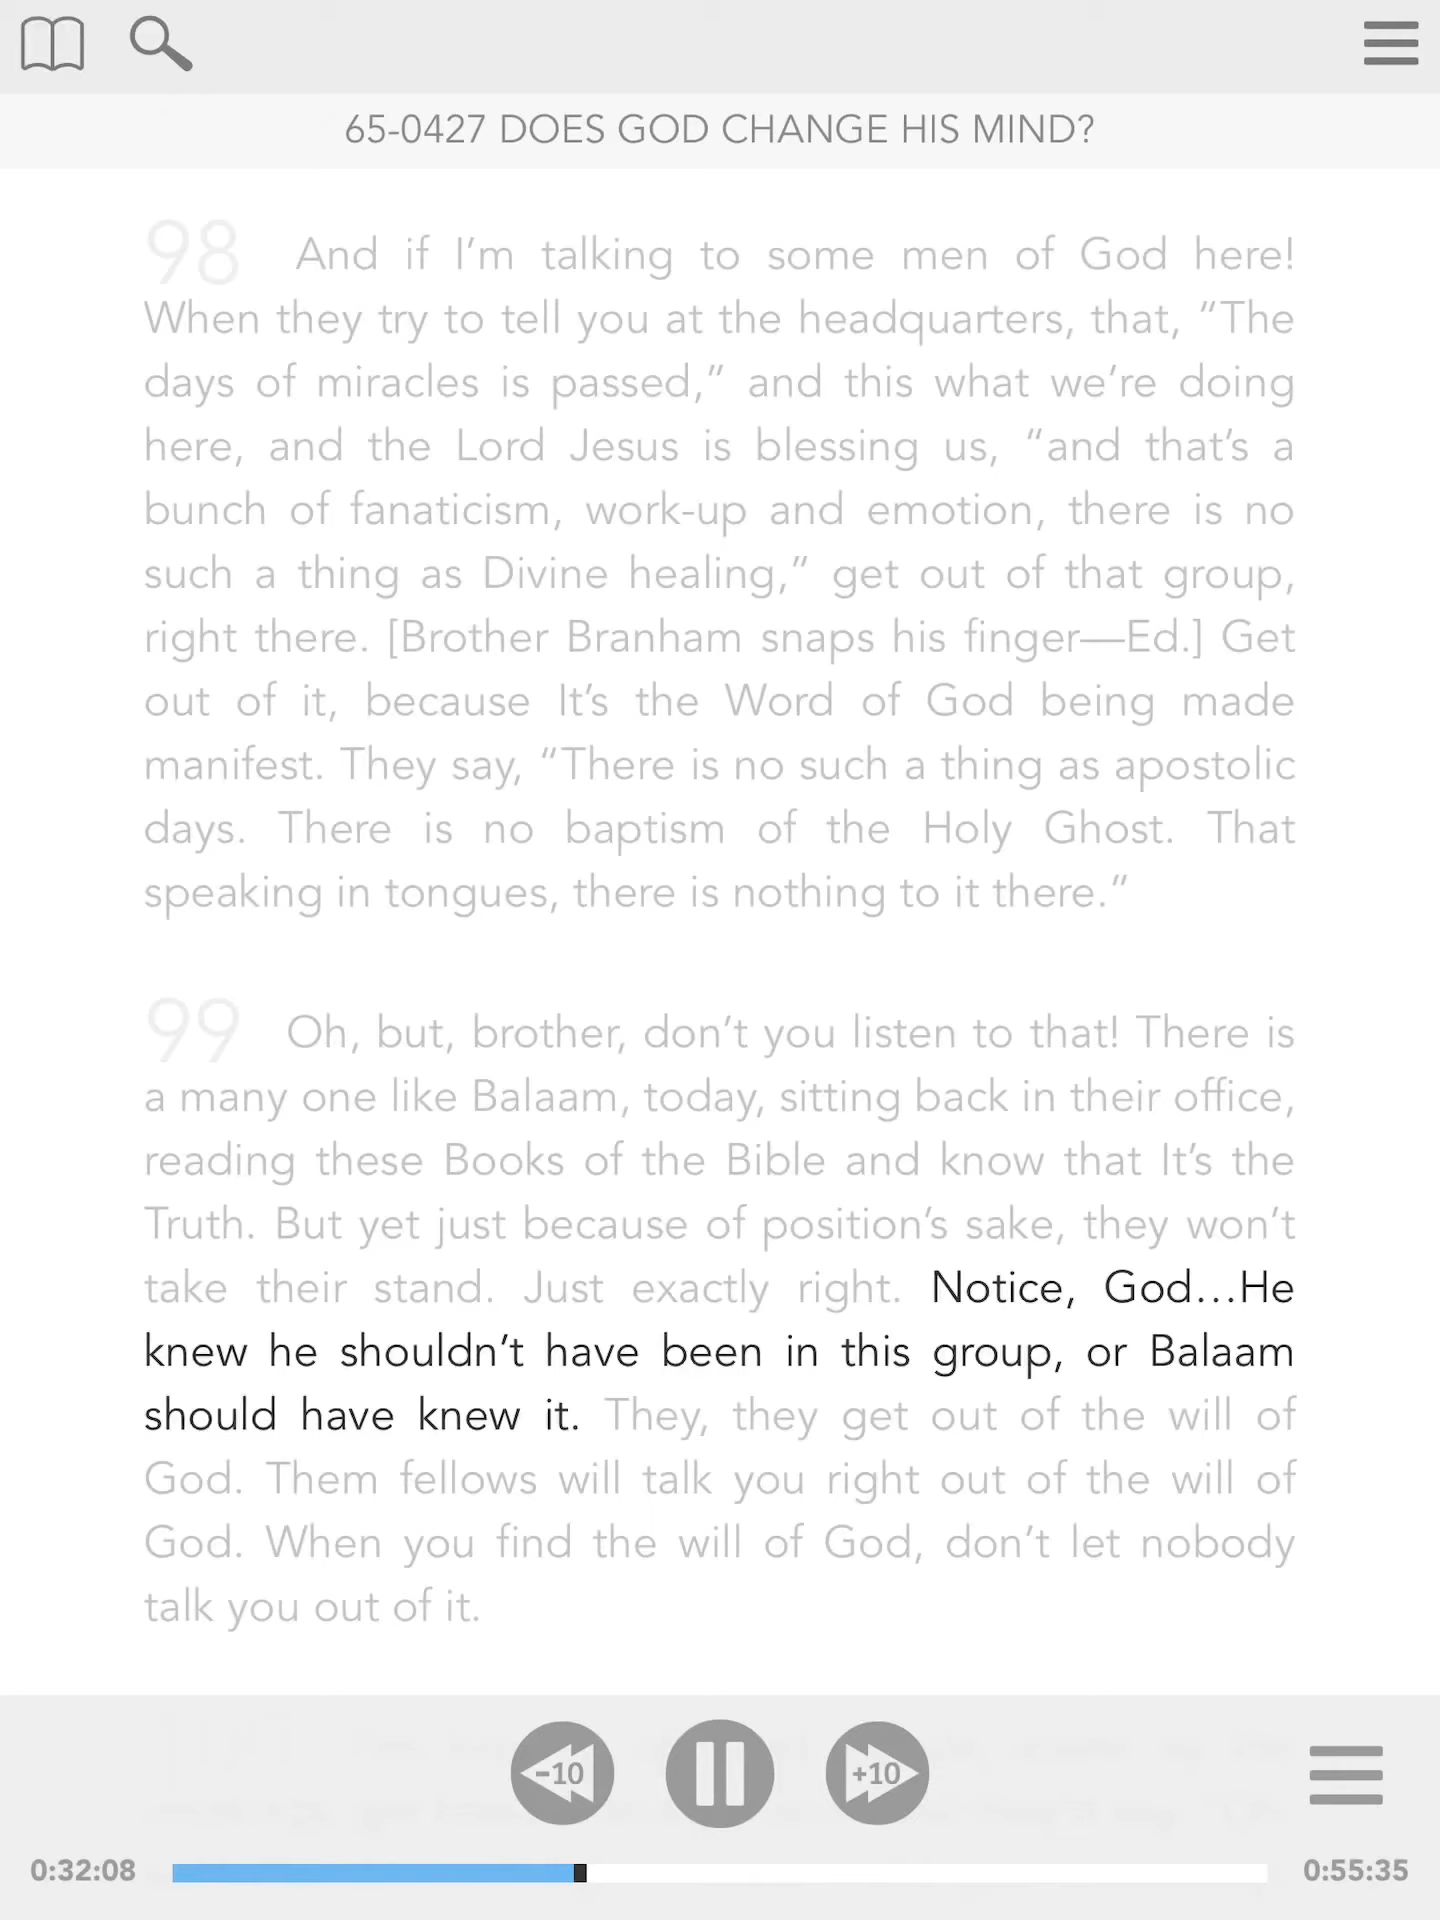 65-0427 DOES GOD CHANGE HIS MIND?
98 And if I’m talking to some men of God here!
When they try to tell you at the headquarters, that, “The
days of miracles is passed,” and this what we’re doing
here, and the Lord Jesus is blessing us, “and that’s a
bunch of fanaticism, work-up and emotion, there is no
such a thing as Divine healing,” get out of that group,
right there. [Brother Branham snaps his finger—Ed.] Get
out of it, because It’s the Word of God being made
manifest. They say, “There is no such a thing as apostolic
days. There is no baptism of the Holy Ghost. That
speaking in tongues, there is nothing to it there.”
99 Oh, but, brother, don’t you listen to that! There is
a many one like Balaam, today, sitting back in their office,
reading these Books of the Bible and know that It’s the
Truth. But yet just because of position’s sake, they won’t
take their stand. Just exactly right. Notice, God…He
knew he shouldn’t have been in this group, or Balaam
should have knew it. They, they get out of the will of
God. Them fellows will talk you right out of the will of
God. When you find the will of God, don’t let nobody
talk you out of it.
-10 +10
0:32:08 0:55:35